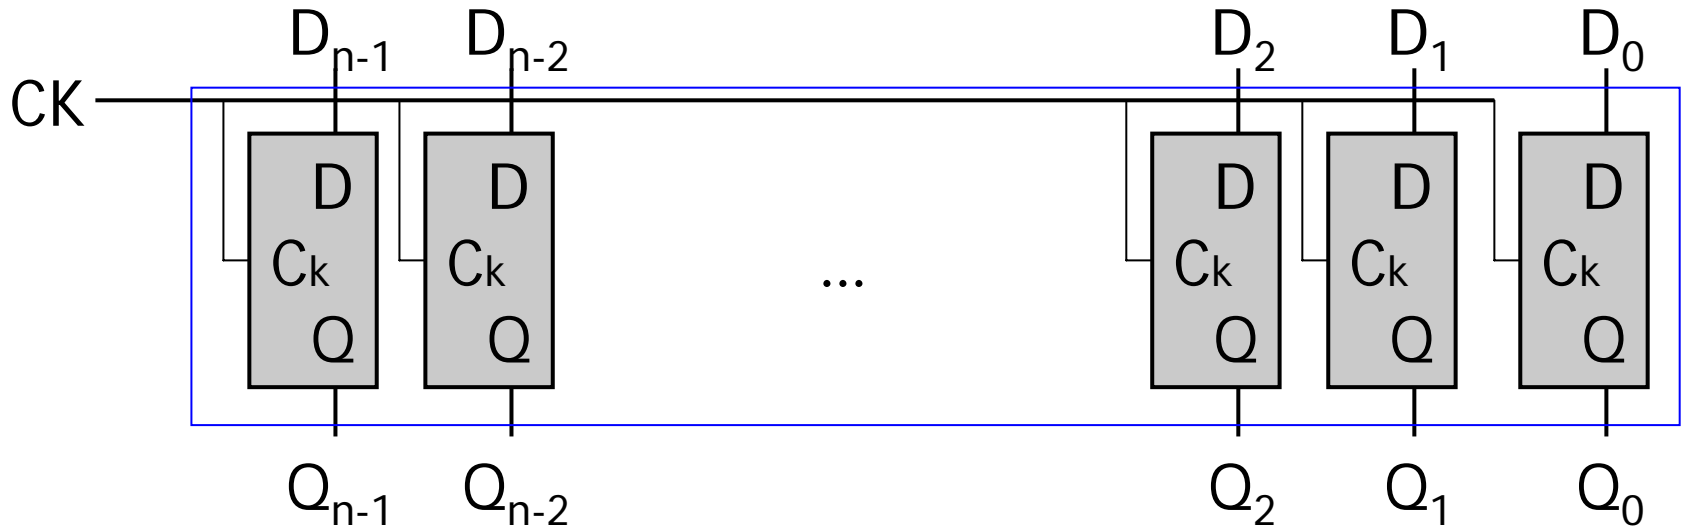 D_{n-1} D_{n-2} D_2 D_1 D_0
CK
D D D D D
Ck Ck ... Ck Ck Ck
Q Q Q Q Q
Q_{n-1} Q_{n-2} Q_2 Q_1 Q_0